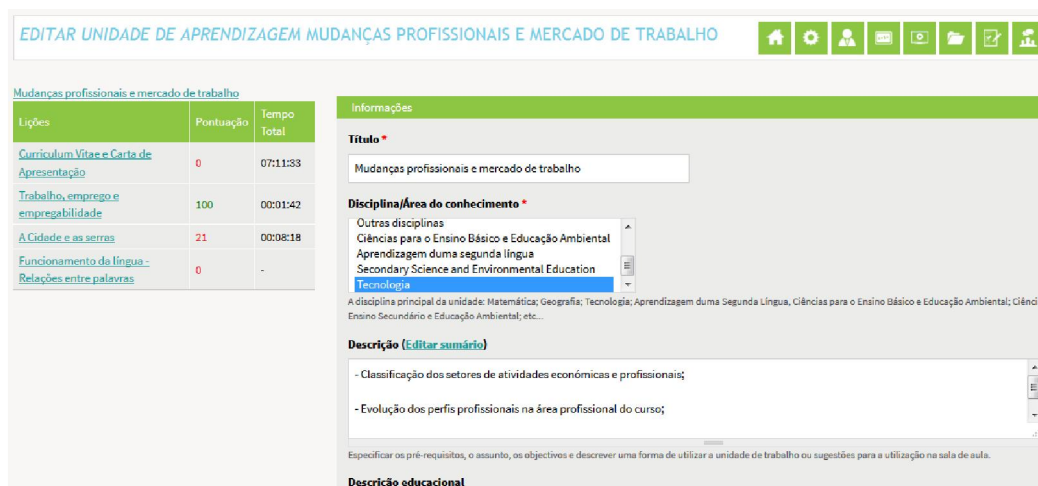 EDITAR UNIDADE DE APRENDIZAGEM MUDANÇAS PROFISSIONAIS E MERCADO DE TRABALHO
Mudanças profissionais e mercado de trabalho
Lições Pontuação Tempo Total
Curriculum Vitae e Carta de Apresentação 0 07:11:33
Trabalho, emprego e empregabilidade 100 00:01:42
A Cidade e as serras 21 00:08:18
Funcionamento da língua - Relações entre palavras 0 -
Informações
Título *
Mudanças profissionais e mercado de trabalho
Disciplina/Área do conhecimento *
Outras disciplinas
Ciências para o Ensino Básico e Educação Ambiental
Aprendizagem duma segunda língua
Secondary Science and Environmental Education
Tecnologia
A disciplina principal da unidade: Matemática; Geografia; Tecnologia; Aprendizagem duma Segunda Língua, Ciências para o Ensino Básico e Educação Ambiental; Ciênci
Ensino Secundário e Educação Ambiental; etc...
Descrição (Editar sumário)
- Classificação dos setores de atividades económicas e profissionais;
- Evolução dos perfis profissionais na área profissional do curso;
Especificar os pré-requisitos, o assunto, os objectivos e descrever uma forma de utilizar a unidade de trabalho ou sugestões para a utilização na sala de aula.
Descrição educacional